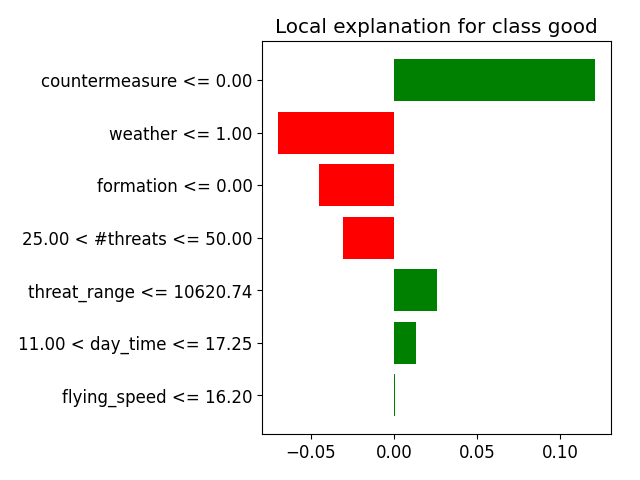 Local explanation for class good
countermeasure <= 0.00
weather <= 1.00
formation <= 0.00
25.00 < #threats <= 50.00
threat_range <= 10620.74
11.00 < day_time <= 17.25
flying_speed <= 16.20
−0.05 0.00 0.05 0.10